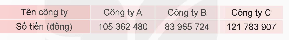 Tên công ty Công ty A Công ty B Công ty C
Số tiền (đồng) 105 362 480 83 985 724 121 783 907